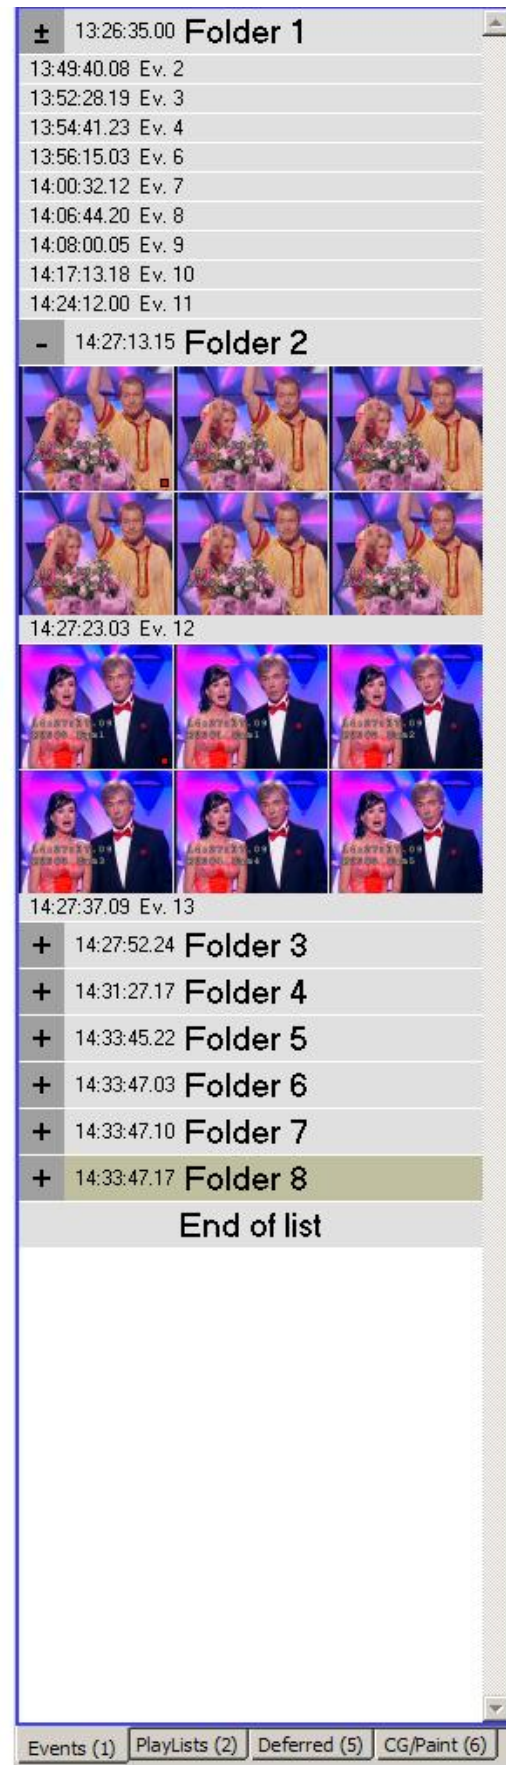 ± 13:26:35.00 Folder 1
13:49:40.08 Ev. 2
13:52:28.19 Ev. 3
13:54:41.23 Ev. 4
13:56:15.03 Ev. 6
14:00:32.12 Ev. 7
14:06:44.20 Ev. 8
14:08:00.05 Ev. 9
14:17:13.18 Ev. 10
14:24:12.00 Ev. 11
- 14:27:13.15 Folder 2
14:27:23.03 Ev. 12
14:27:37.09 Ev. 13
+ 14:27:52.24 Folder 3
+ 14:31:27.17 Folder 4
+ 14:33:45.22 Folder 5
+ 14:33:47.03 Folder 6
+ 14:33:47.10 Folder 7
+ 14:33:47.17 Folder 8
End of list
Events (1) PlayLists (2) Deferred (5) CG/Paint (6)